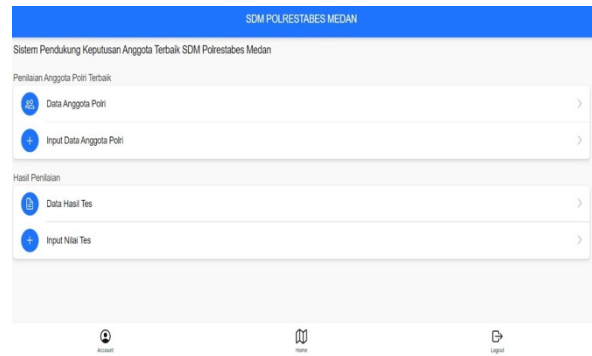 SDM POLRESTABES MEDAN
Sistem Pendukung Keputusan Anggota Terbaik SDM Polrestabes Medan
Penilaian Anggota Polri Terbaik
Data Anggota Polri
Input Data Anggota Polri
Hasil Penilaian
Data Hasil Tes
Input Nilai Tes
Account Home Logout